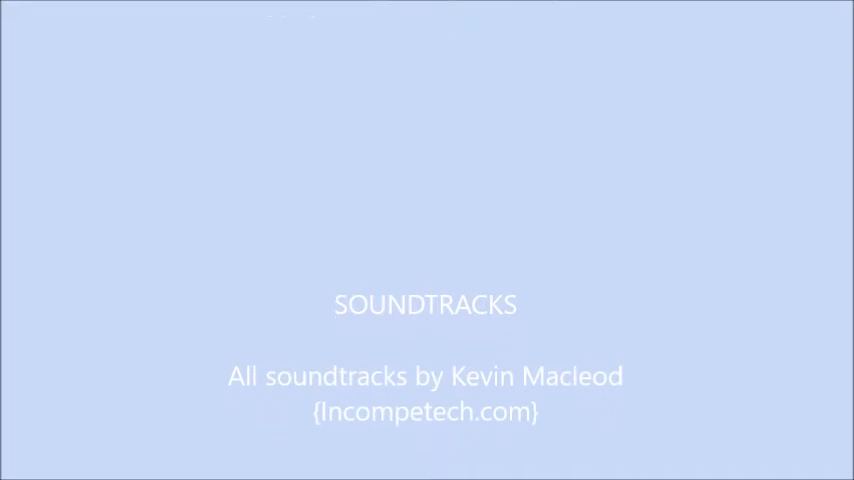 SOUNDTRACKS
All soundtracks by Kevin Macleod
{Incompetech.com}